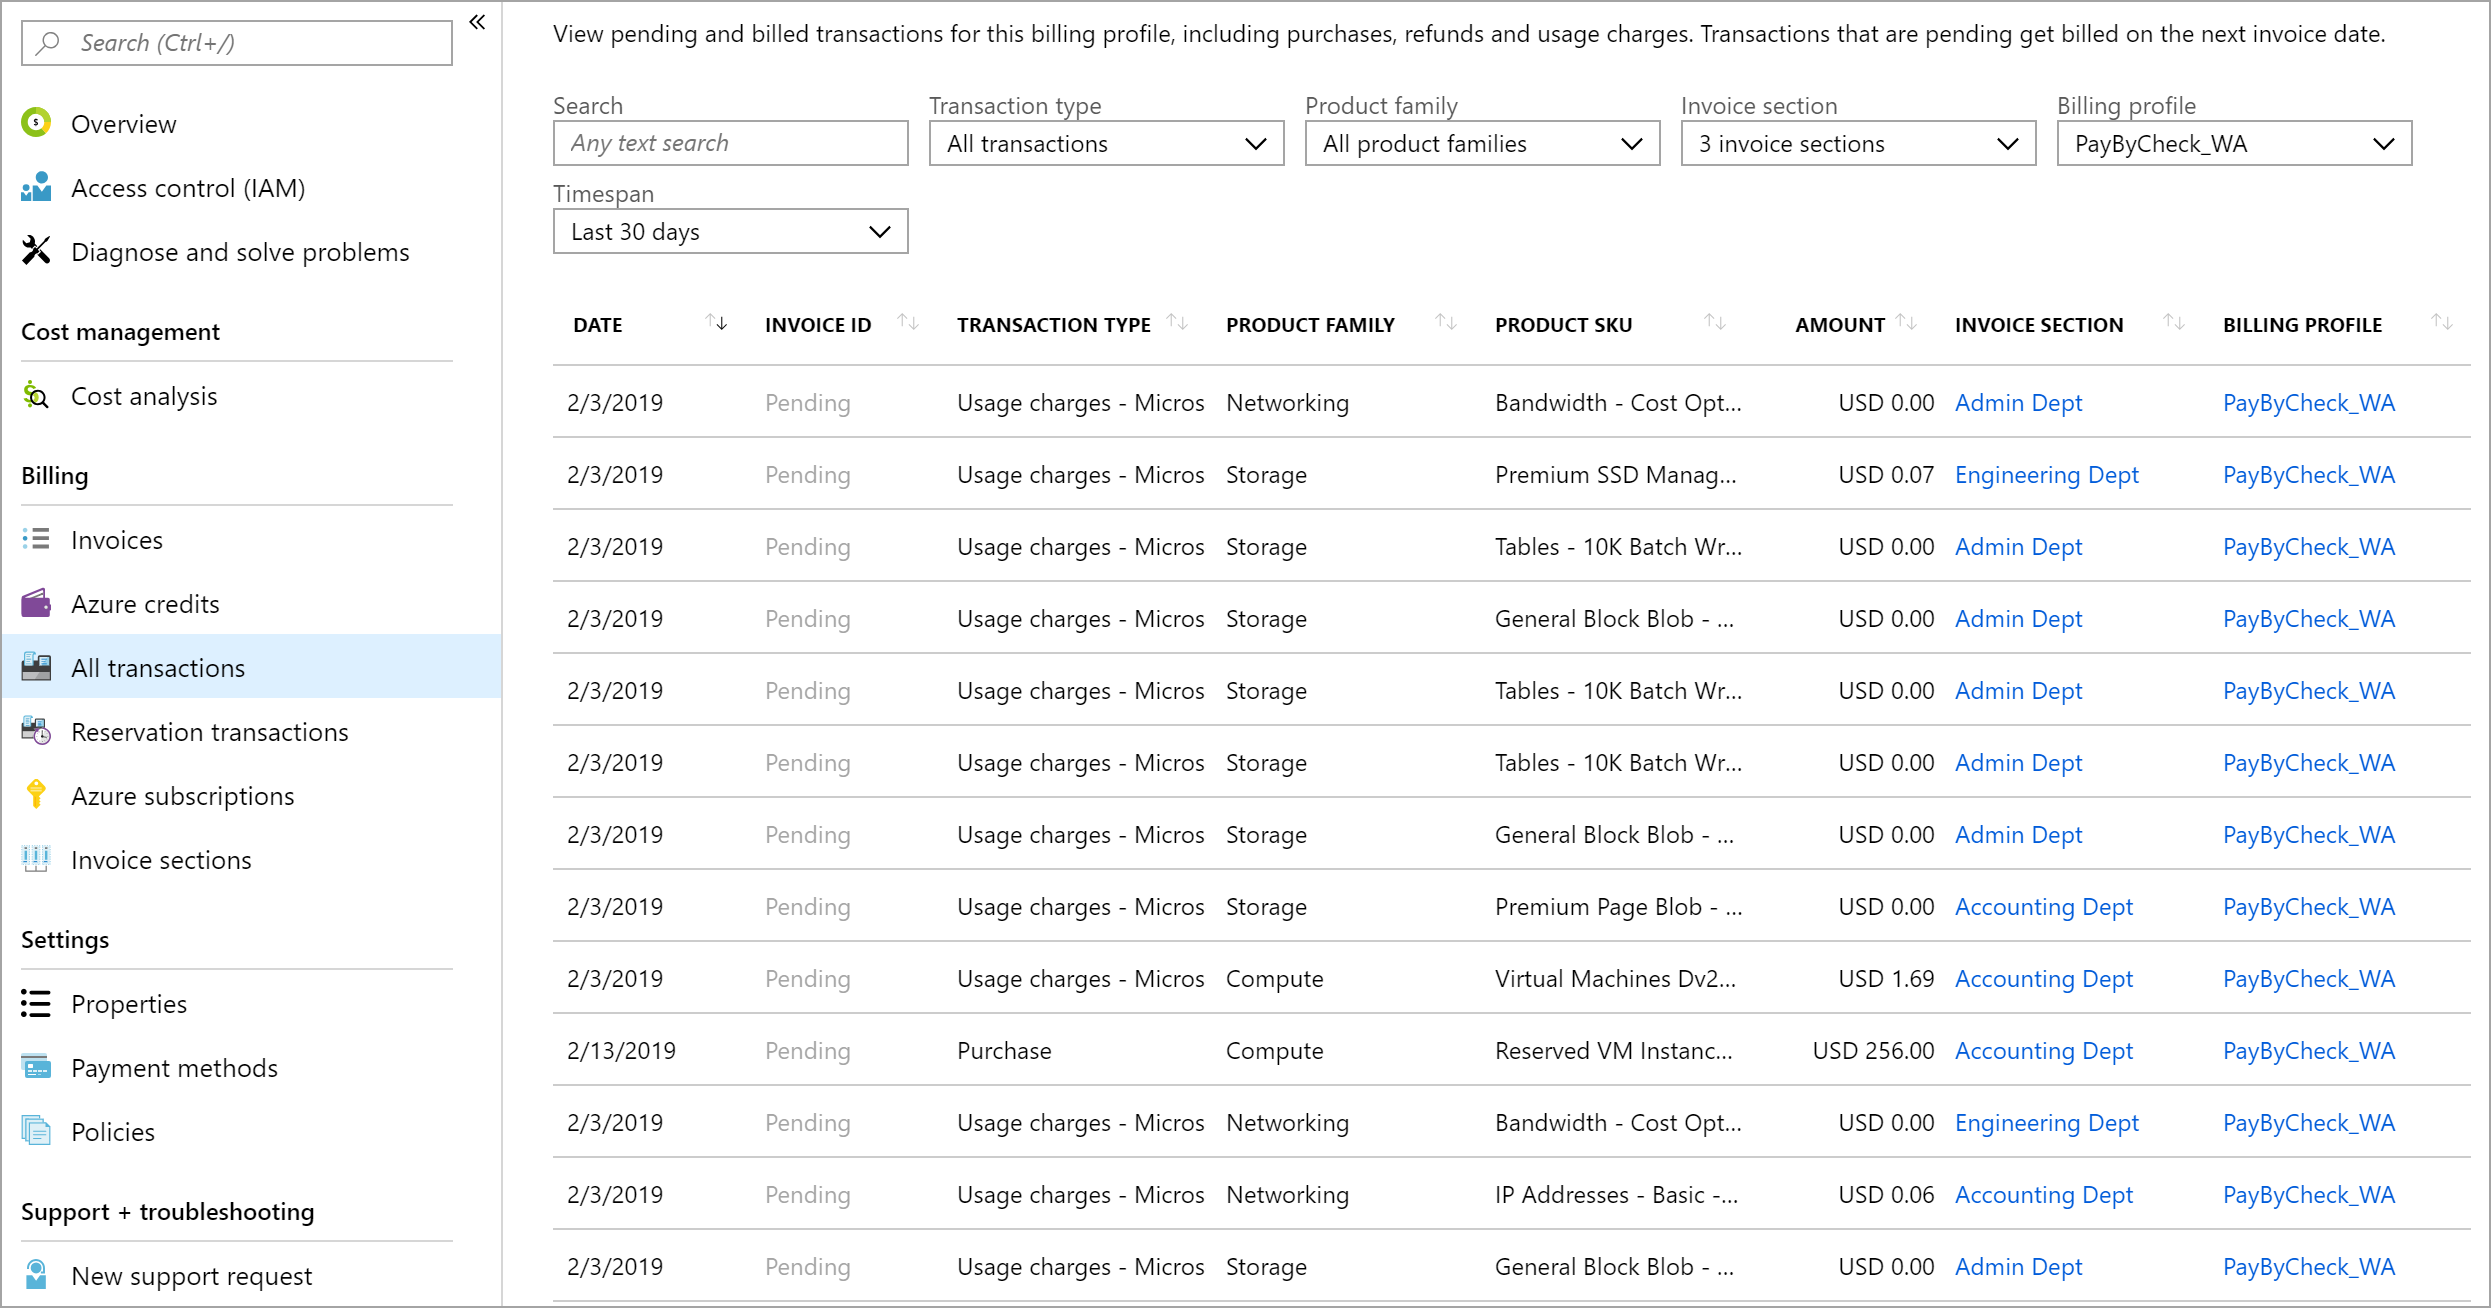 Search (Ctrl+/)
«
Overview
Access control (IAM)
Diagnose and solve problems
Cost management
Cost analysis
Billing
Invoices
Azure credits
All transactions
Reservation transactions
Azure subscriptions
Invoice sections
Settings
Properties
Payment methods
Policies
Support + troubleshooting
New support request
View pending and billed transactions for this billing profile, including purchases, refunds and usage charges. Transactions that are pending get billed on the next invoice date.
Search Transaction type Product family Invoice section Billing profile
Any text search All transactions All product families 3 invoice sections PayByCheck_WA
Timespan
Last 30 days
DATE INVOICE ID TRANSACTION TYPE PRODUCT FAMILY PRODUCT SKU AMOUNT INVOICE SECTION BILLING PROFILE
2/3/2019 Pending Usage charges - Micros Networking Bandwidth - Cost Opt... USD 0.00 Admin Dept PayByCheck_WA
2/3/2019 Pending Usage charges - Micros Storage Premium SSD Manag... USD 0.07 Engineering Dept PayByCheck_WA
2/3/2019 Pending Usage charges - Micros Storage Tables - 10K Batch Wr... USD 0.00 Admin Dept PayByCheck_WA
2/3/2019 Pending Usage charges - Micros Storage General Block Blob - ... USD 0.00 Admin Dept PayByCheck_WA
2/3/2019 Pending Usage charges - Micros Storage Tables - 10K Batch Wr... USD 0.00 Admin Dept PayByCheck_WA
2/3/2019 Pending Usage charges - Micros Storage Tables - 10K Batch Wr... USD 0.00 Admin Dept PayByCheck_WA
2/3/2019 Pending Usage charges - Micros Storage General Block Blob - ... USD 0.00 Admin Dept PayByCheck_WA
2/3/2019 Pending Usage charges - Micros Storage Premium Page Blob - ... USD 0.00 Accounting Dept PayByCheck_WA
2/3/2019 Pending Usage charges - Micros Compute Virtual Machines Dv2... USD 1.69 Accounting Dept PayByCheck_WA
2/13/2019 Pending Purchase Compute Reserved VM Instanc... USD 256.00 Accounting Dept PayByCheck_WA
2/3/2019 Pending Usage charges - Micros Networking Bandwidth - Cost Opt... USD 0.00 Engineering Dept PayByCheck_WA
2/3/2019 Pending Usage charges - Micros Networking IP Addresses - Basic -... USD 0.06 Accounting Dept PayByCheck_WA
2/3/2019 Pending Usage charges - Micros Storage General Block Blob - ... USD 0.00 Admin Dept PayByCheck_WA